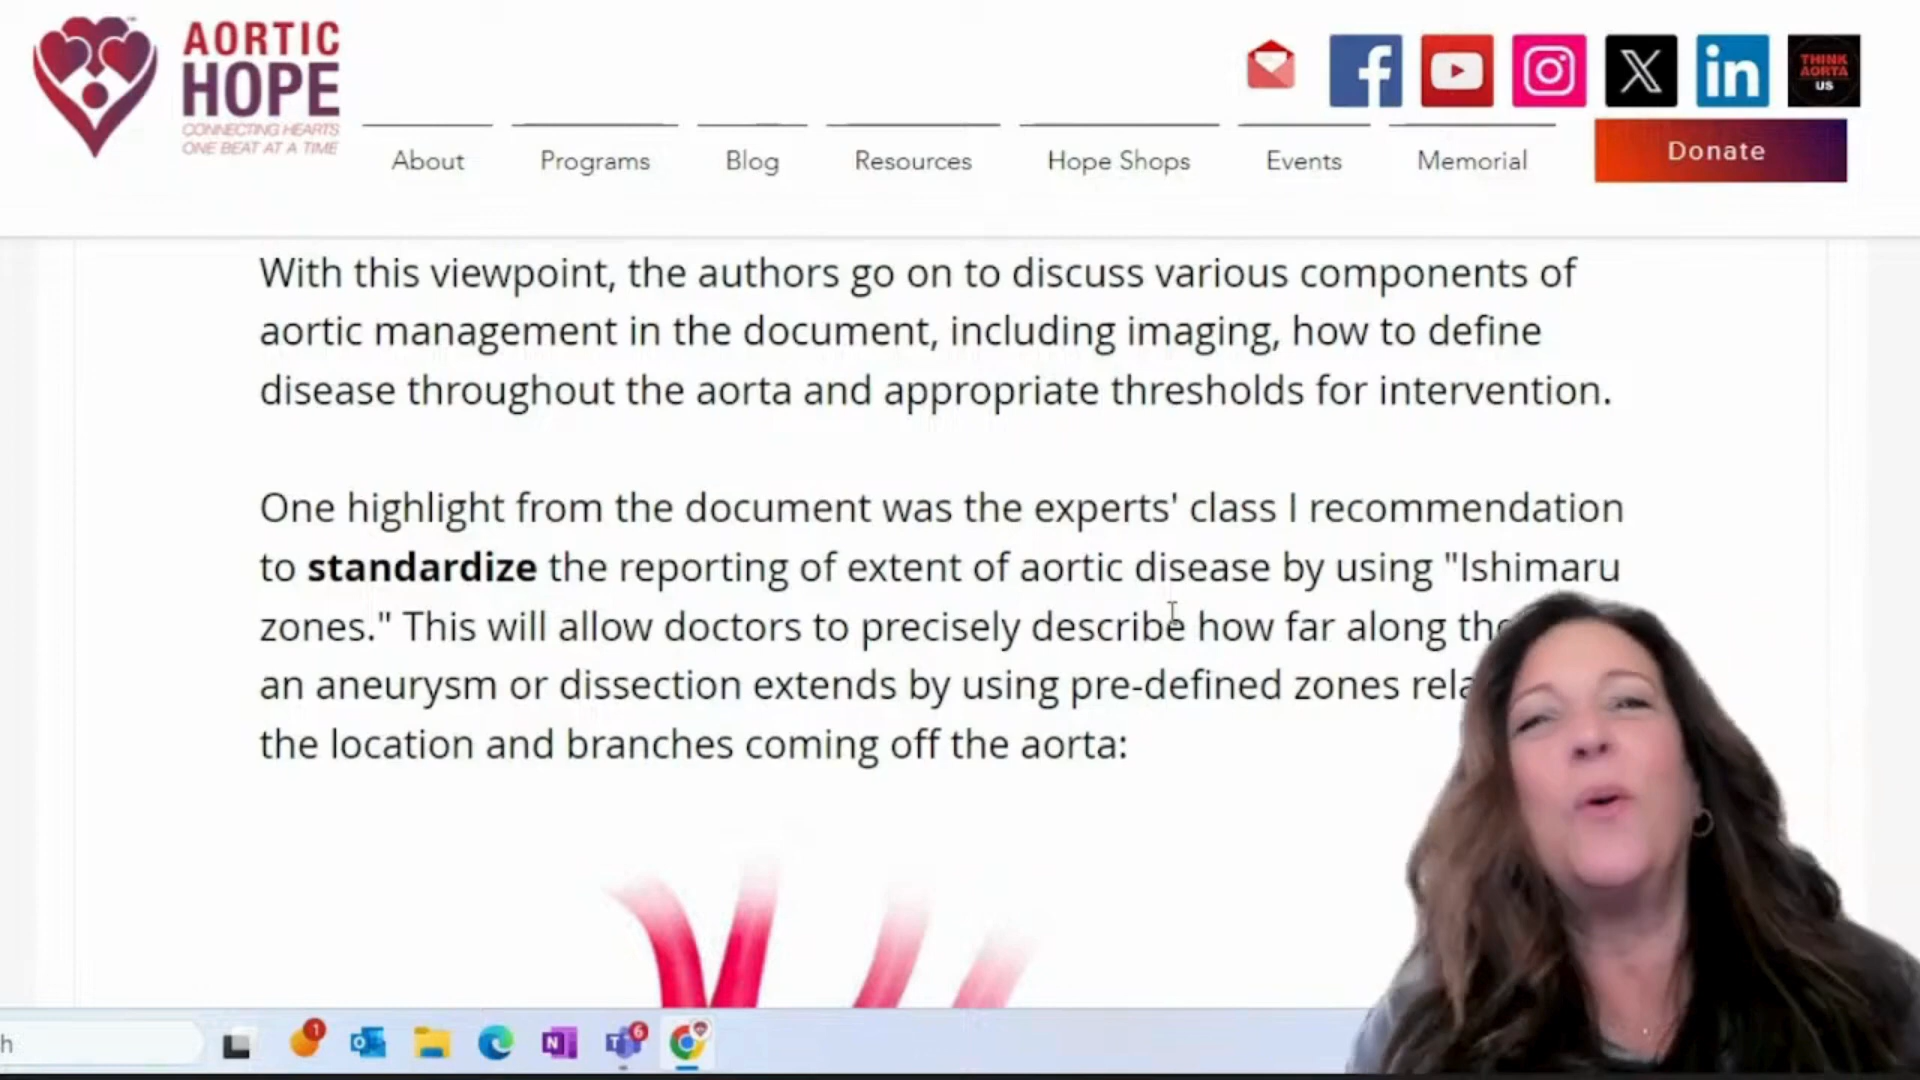 AORTIC
HOPE
CONNECTING HEARTS
ONE BEAT AT A TIME
THINK
AORTA
US
About
Programs
Blog
Resources
Hope Shops
Events
Memorial
Donate
With this viewpoint, the authors go on to discuss various components of
aortic management in the document, including imaging, how to define
disease throughout the aorta and appropriate thresholds for intervention.
One highlight from the document was the experts' class I recommendation
to standardize the reporting of extent of aortic disease by using "Ishimaru
zones." This will allow doctors to precisely describe how far along
an aneurysm or dissection extends by using pre-defined zones
the location and branches coming off the aorta:
h
1
6